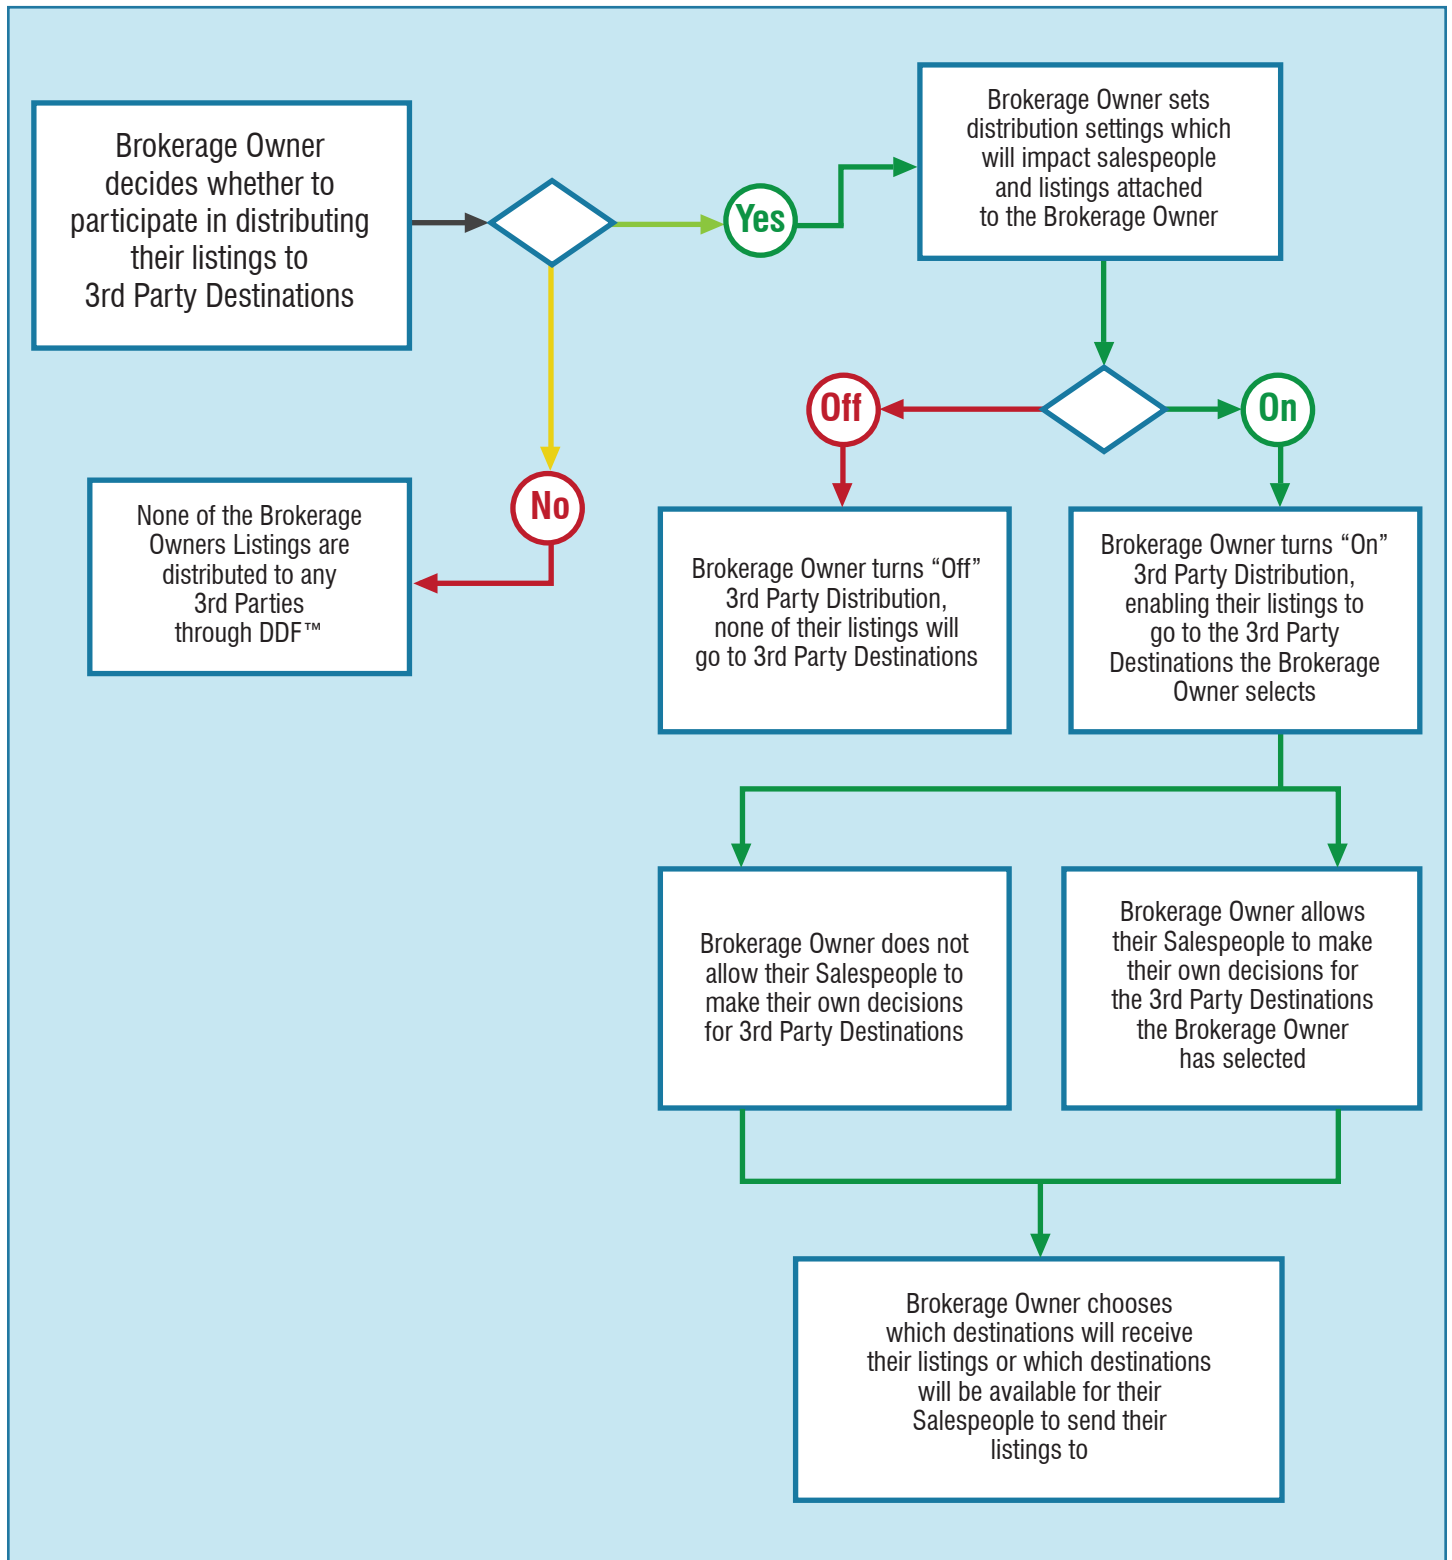 Brokerage Owner
decides whether to
participate in distributing
their listings to
3rd Party Destinations
Yes
Brokerage Owner sets
distribution settings which
will impact salespeople
and listings attached
to the Brokerage Owner
No
None of the Brokerage
Owners Listings are
distributed to any
3rd Parties
through DDF™
Off
On
Brokerage Owner turns “Off”
3rd Party Distribution,
none of their listings will
go to 3rd Party Destinations
Brokerage Owner turns “On”
3rd Party Distribution,
enabling their listings to
go to the 3rd Party
Destinations the Brokerage
Owner selects
Brokerage Owner does not
allow their Salespeople to
make their own decisions
for 3rd Party Destinations
Brokerage Owner allows
their Salespeople to make
their own decisions for
the 3rd Party Destinations
the Brokerage Owner
has selected
Brokerage Owner chooses
which destinations will receive
their listings or which destinations
will be available for their
Salespeople to send their
listings to